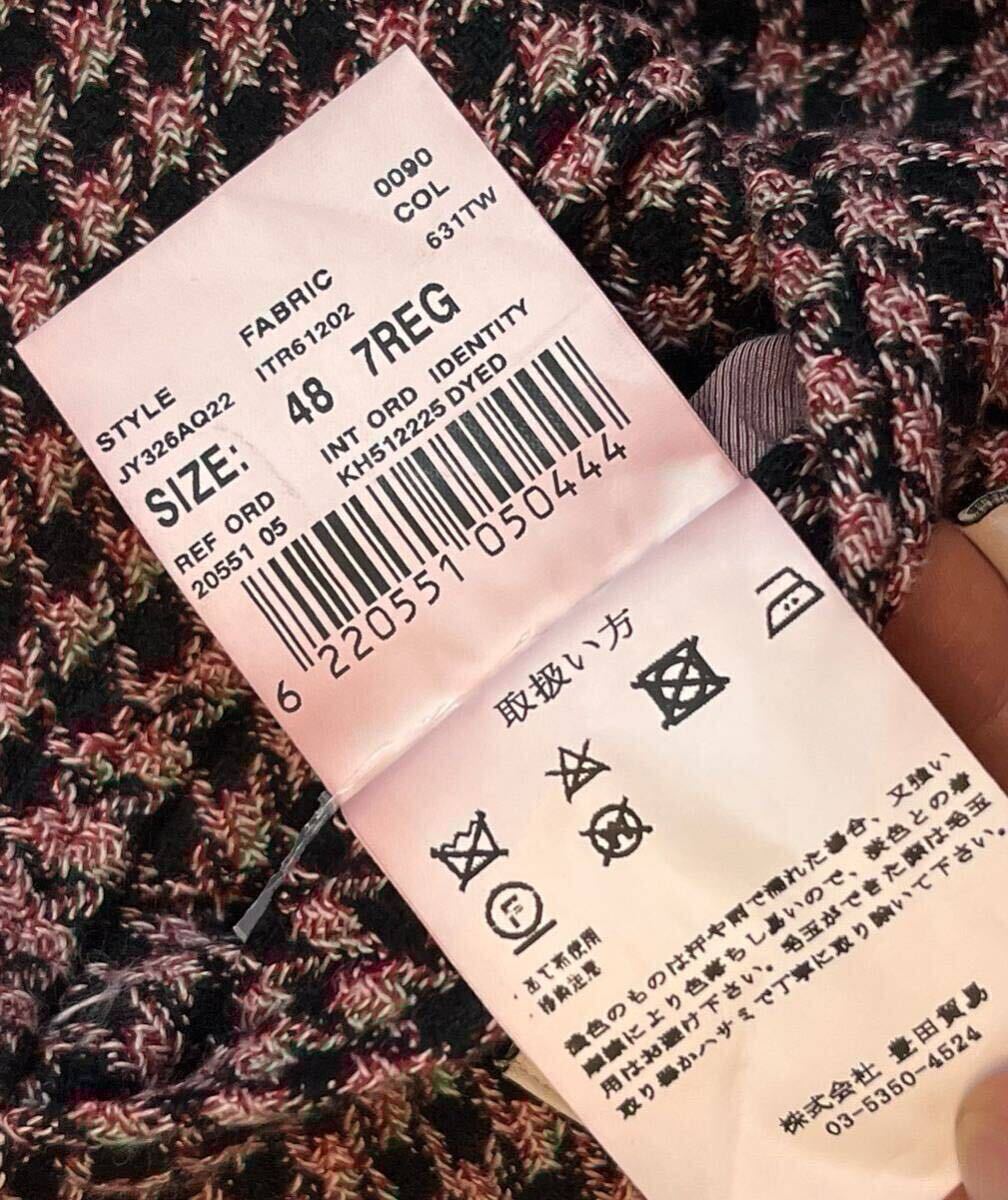 0090
COL
631TW
STYLE
FABRIC
JY326AQ22
ITR61202
SIZE:
48
7REG
REF ORD
INT ORD
IDENTITY
20551 05
KH512225
DYED
6 220551 050444
取扱い方
F
W
・当て布使用
・移染注意
濃色のものは汗や雨で濡れた場合、又強い
摩擦により色落ちし易いので、淡色との着
用はお避け下さい。毛玉ができた際は毛玉
取り器かハサミで丁寧に取り除いて下さい。
株式会社 豊田貿易
03-5350-4524